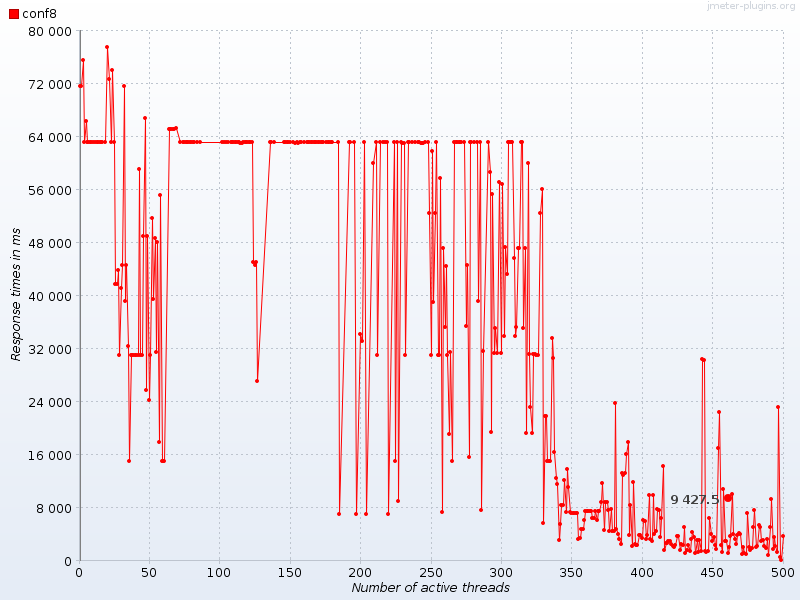 jmeter-plugins.org
conf8
80 000
72 000
64 000
56 000
48 000
40 000
32 000
24 000
16 000
8 000
0
Response times in ms
9 427.5
0 50 100 150 200 250 300 350 400 450 500
Number of active threads